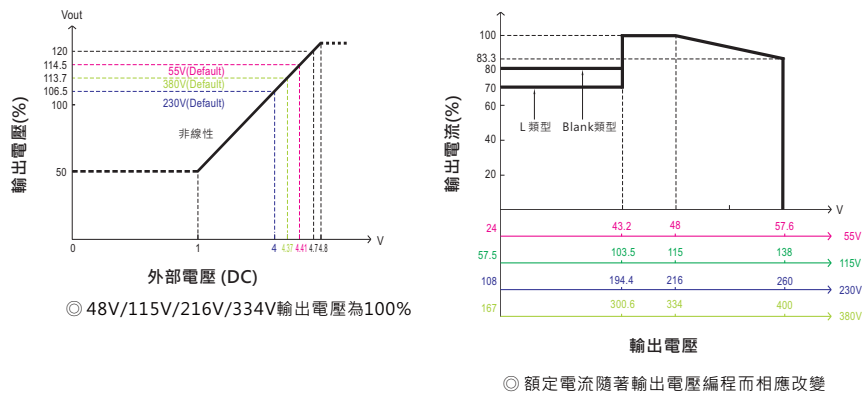 Vout
輸出電壓(%)
120
114.5
113.7
106.5
100
50
55V(Default)
380V(Default)
230V(Default)
非線性
0 1 4 4.37 4.41 4.7 4.8
V
外部電壓 (DC)
◎ 48V/115V/216V/334V輸出電壓為100%
輸出電流(%)
100
83.3
80
70
60
40
20
L 類型 Blank類型
V
24 43.2 48 57.6 55V
57.5 103.5 115 138 115V
108 194.4 216 260 230V
167 300.6 334 400 380V
輸出電壓
◎ 額定電流隨著輸出電壓編程而相應改變